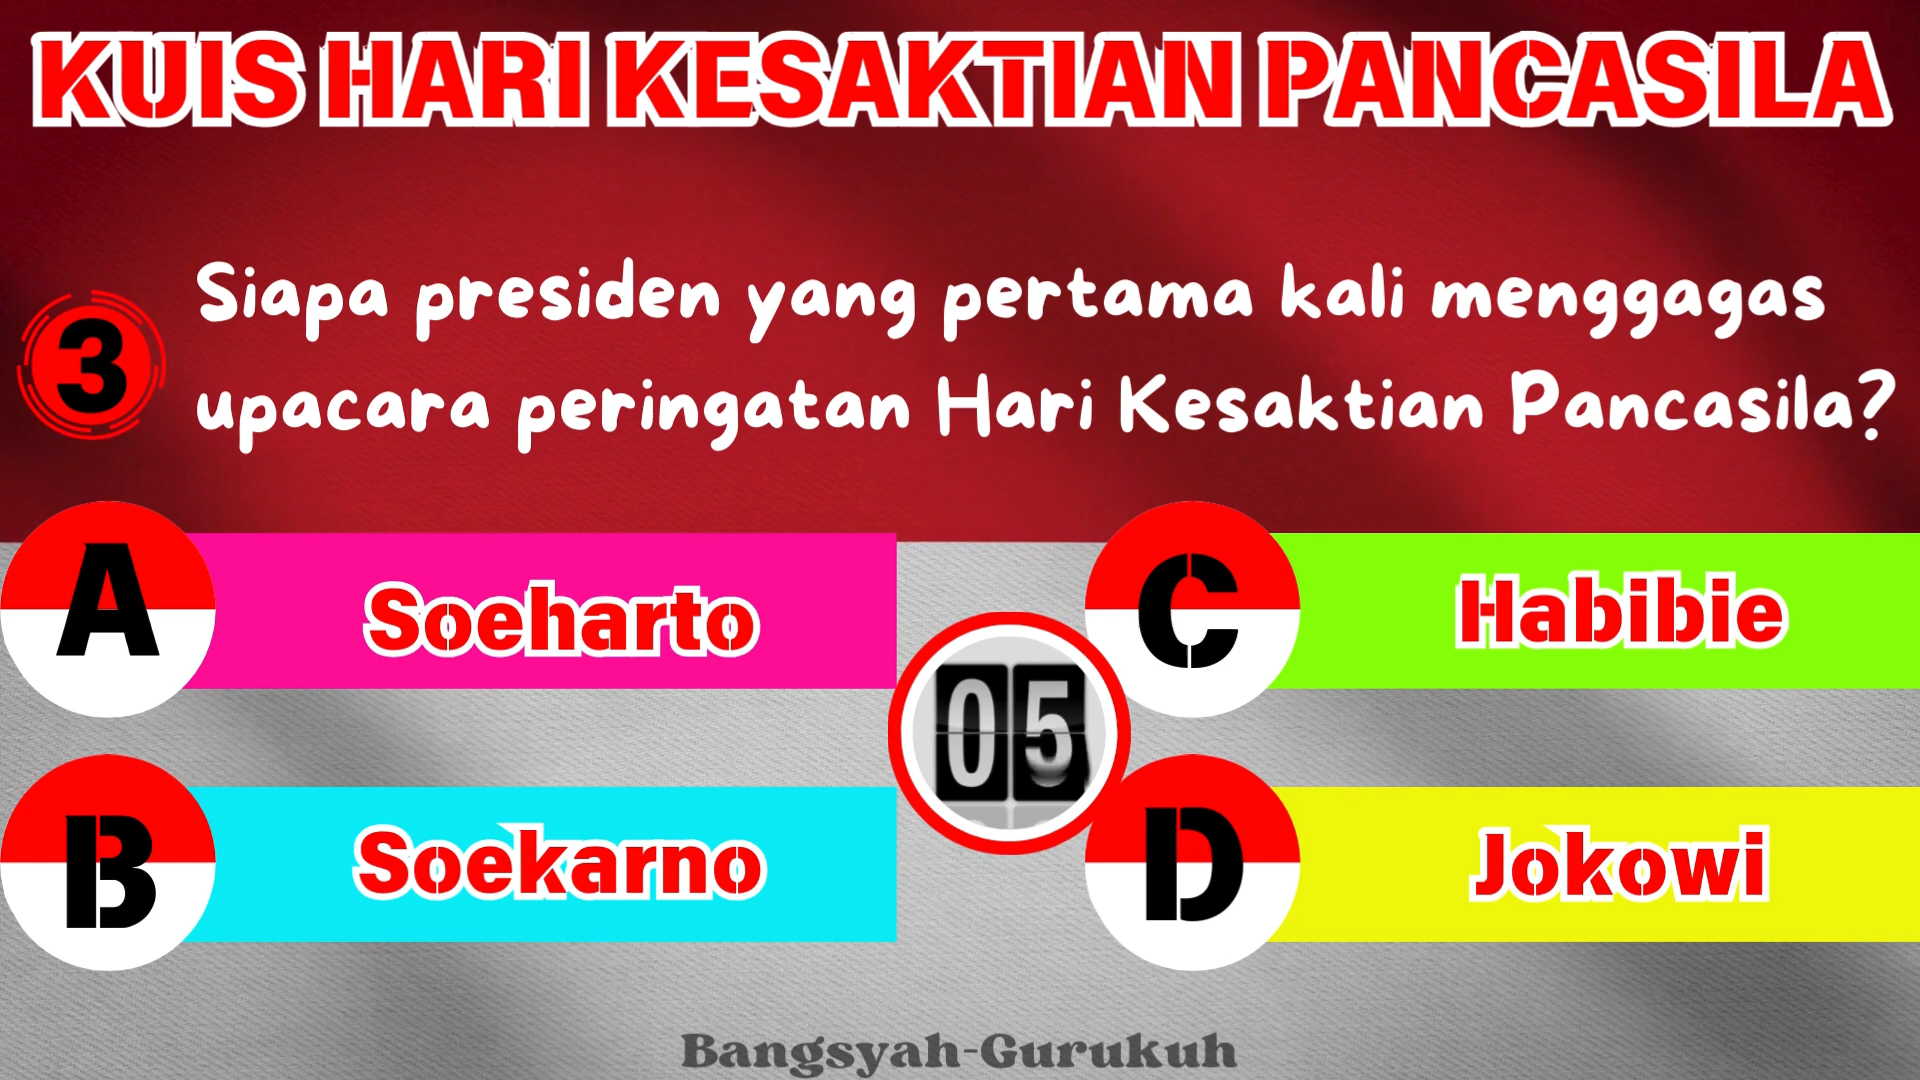 KUIS HARI KESAKTIAN PANCASILA
3
Siapa presiden yang pertama kali menggagas
upacara peringatan Hari Kesaktian Pancasila?
A
Soeharto
B
Soekarno
C
Habibie
D
Jokowi
05
Bangsyah-Gurukuh